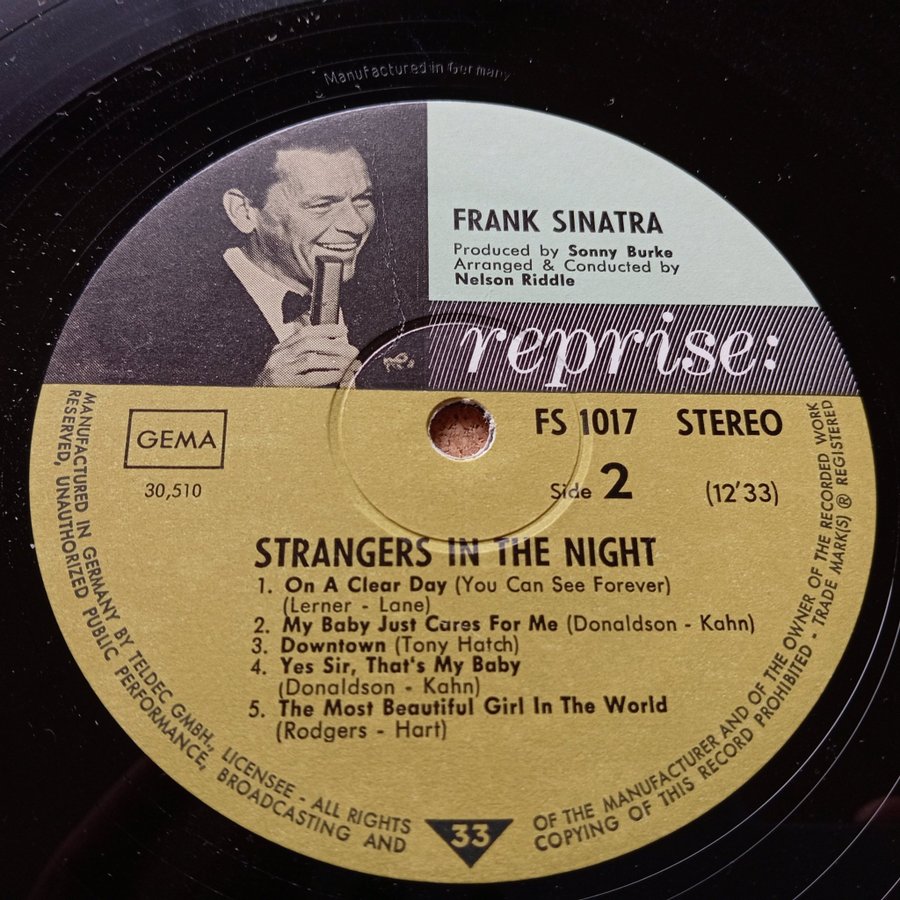 Manufactured in Germany
FRANK SINATRA
Produced by Sonny Burke
Arranged & Conducted by
Nelson Riddle
reprise:
GEMA
30,510
FS 1017 STEREO
Side 2 (12'33)
STRANGERS IN THE NIGHT
1. On A Clear Day (You Can See Forever)
(Lerner - Lane)
2. My Baby Just Cares For Me (Donaldson - Kahn)
3. Downtown (Tony Hatch)
4. Yes Sir, That's My Baby
(Donaldson - Kahn)
5. The Most Beautiful Girl In The World
(Rodgers - Hart)
MANUFACTURED IN GERMANY BY TELDEC GMBH., LICENSEE - ALL RIGHTS
RESERVED, UNAUTHORIZED PUBLIC PERFORMANCE, BROADCASTING AND
33
OF THE MANUFACTURER AND OF THE OWNER OF THE RECORDED WORK
COPYING OF THIS RECORD PROHIBITED - TRADE MARK(S) ® REGISTERED